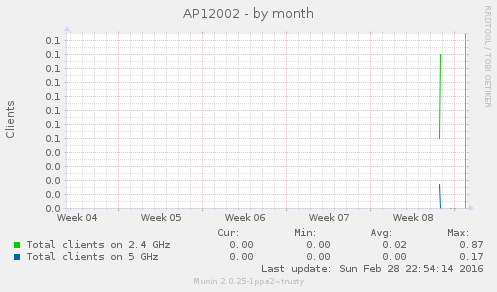 AP12002 - by month
RRDTOOL / TOBI OETIKER
Clients
0.1
0.1
0.1
0.1
0.1
0.1
0.1
0.1
0.0
0.0
0.0
0.0
0.0
Week 04 Week 05 Week 06 Week 07 Week 08
Cur: Min: Avg: Max:
Total clients on 2.4 GHz 0.00 0.00 0.02 0.87
Total clients on 5 GHz 0.00 0.00 0.00 0.17
Last update: Sun Feb 28 22:54:14 2016
Munin 2.0.25-1ppa2~trusty